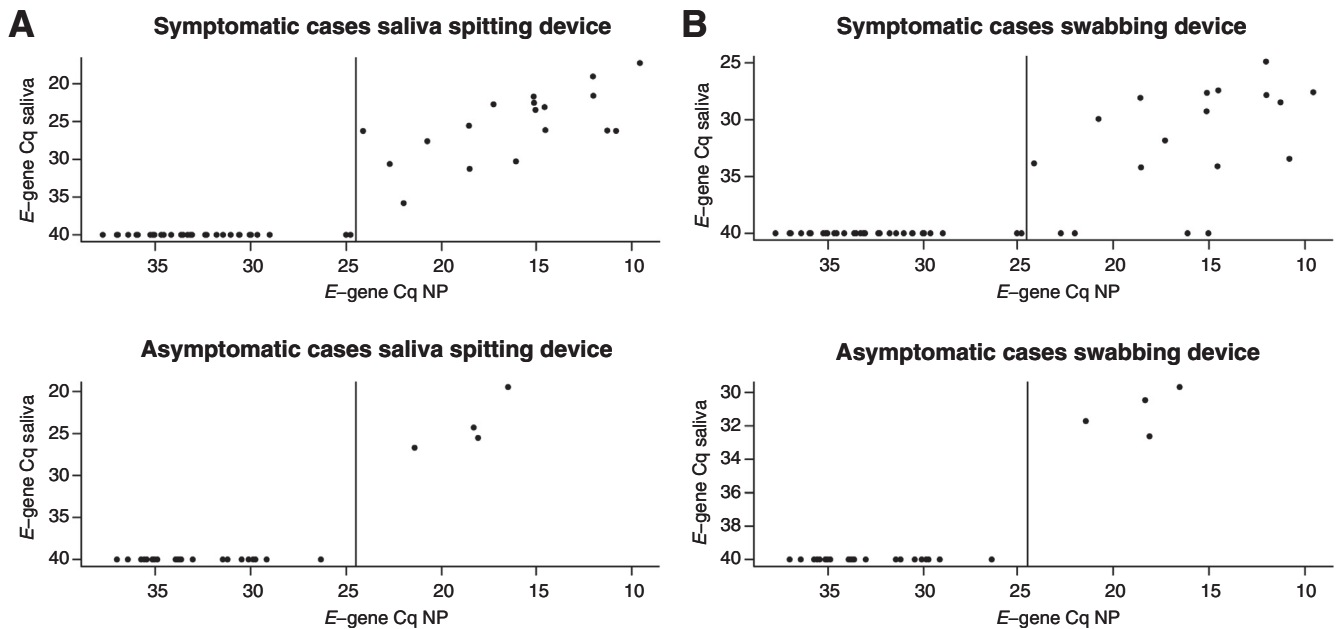 A
Symptomatic cases saliva spitting device
E-gene Cq saliva
20
25
30
35
40
35 30 25 20 15 10
E–gene Cq NP
B
Symptomatic cases swabbing device
E-gene Cq saliva
25
30
35
40
35 30 25 20 15 10
E–gene Cq NP
Asymptomatic cases saliva spitting device
E–gene Cq saliva
20
25
30
35
40
35 30 25 20 15 10
E–gene Cq NP
Asymptomatic cases swabbing device
E–gene Cq saliva
30
32
34
36
38
40
35 30 25 20 15 10
E–gene Cq NP